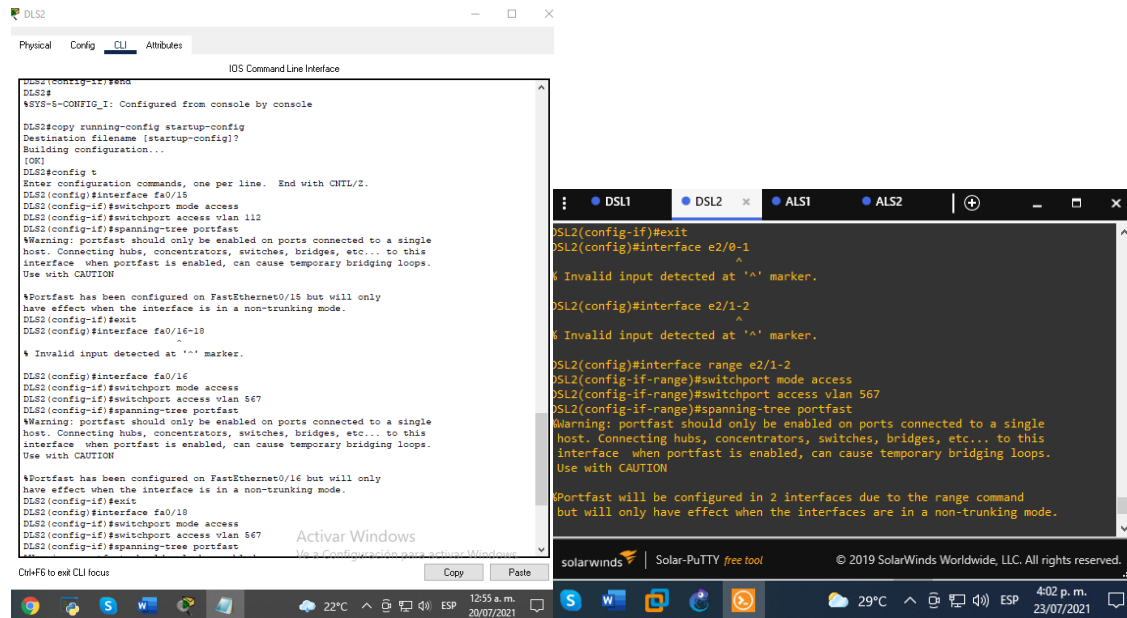 DLS2
Physical Config CLI Attributes
IOS Command Line Interface
DLS2(config-if)#end
DLS2#
%SYS-5-CONFIG_I: Configured from console by console
DLS2#copy running-config startup-config
Destination filename [startup-config]?
Building configuration...
[OK]
DLS2#config t
Enter configuration commands, one per line. End with CNTL/Z.
DLS2(config)#interface fa0/15
DLS2(config-if)#switchport mode access
DLS2(config-if)#switchport access vlan 112
DLS2(config-if)#spanning-tree portfast
%Warning: portfast should only be enabled on ports connected to a single
host. Connecting hubs, concentrators, switches, bridges, etc... to this
interface when portfast is enabled, can cause temporary bridging loops.
Use with CAUTION
%Portfast has been configured on FastEthernet0/15 but will only
have effect when the interface is in a non-trunking mode.
DLS2(config-if)#exit
DLS2(config)#interface fa0/16-18
^
% Invalid input detected at '^' marker.
DLS2(config)#interface fa0/16
DLS2(config-if)#switchport mode access
DLS2(config-if)#switchport access vlan 567
DLS2(config-if)#spanning-tree portfast
%Warning: portfast should only be enabled on ports connected to a single
host. Connecting hubs, concentrators, switches, bridges, etc... to this
interface when portfast is enabled, can cause temporary bridging loops.
Use with CAUTION
%Portfast has been configured on FastEthernet0/16 but will only
have effect when the interface is in a non-trunking mode.
DLS2(config-if)#exit
DLS2(config)#interface fa0/18
DLS2(config-if)#switchport mode access
DLS2(config-if)#switchport access vlan 567
DLS2(config-if)#spanning-tree portfast
Activar Windows
Ve a Configuración para activar Windows.
Ctrl+F6 to exit CLI focus
Copy Paste
22°C ESP 12:55 a. m.
20/07/2021
DSL1 DSL2 ALS1 ALS2
DSL2(config-if)#exit
DSL2(config)#interface e2/0-1
^
% Invalid input detected at '^' marker.
DSL2(config)#interface e2/1-2
^
% Invalid input detected at '^' marker.
DSL2(config)#interface range e2/1-2
DSL2(config-if-range)#switchport mode access
DSL2(config-if-range)#switchport access vlan 567
DSL2(config-if-range)#spanning-tree portfast
%Warning: portfast should only be enabled on ports connected to a single
host. Connecting hubs, concentrators, switches, bridges, etc... to this
interface when portfast is enabled, can cause temporary bridging loops.
Use with CAUTION
%Portfast will be configured in 2 interfaces due to the range command
but will only have effect when the interfaces are in a non-trunking mode.
solarwinds Solar-PuTTY free tool © 2019 SolarWinds Worldwide, LLC. All rights reserved.
29°C ESP 4:02 p. m.
23/07/2021